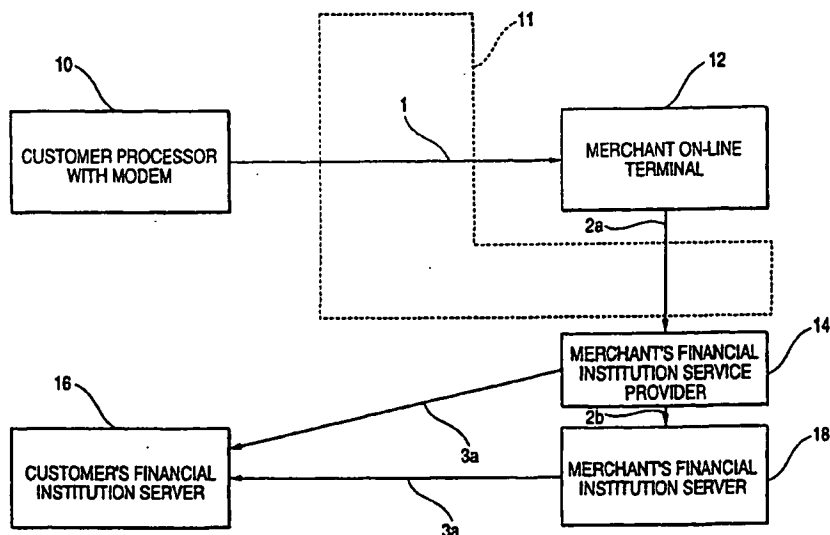 11
10
12
1
CUSTOMER PROCESSOR
WITH MODEM
MERCHANT ON-LINE
TERMINAL
2a
14
MERCHANT'S FINANCIAL
INSTITUTION SERVICE
PROVIDER
16
2b
18
3a
CUSTOMER'S FINANCIAL
INSTITUTION SERVER
MERCHANT'S FINANCIAL
INSTITUTION SERVER
3a